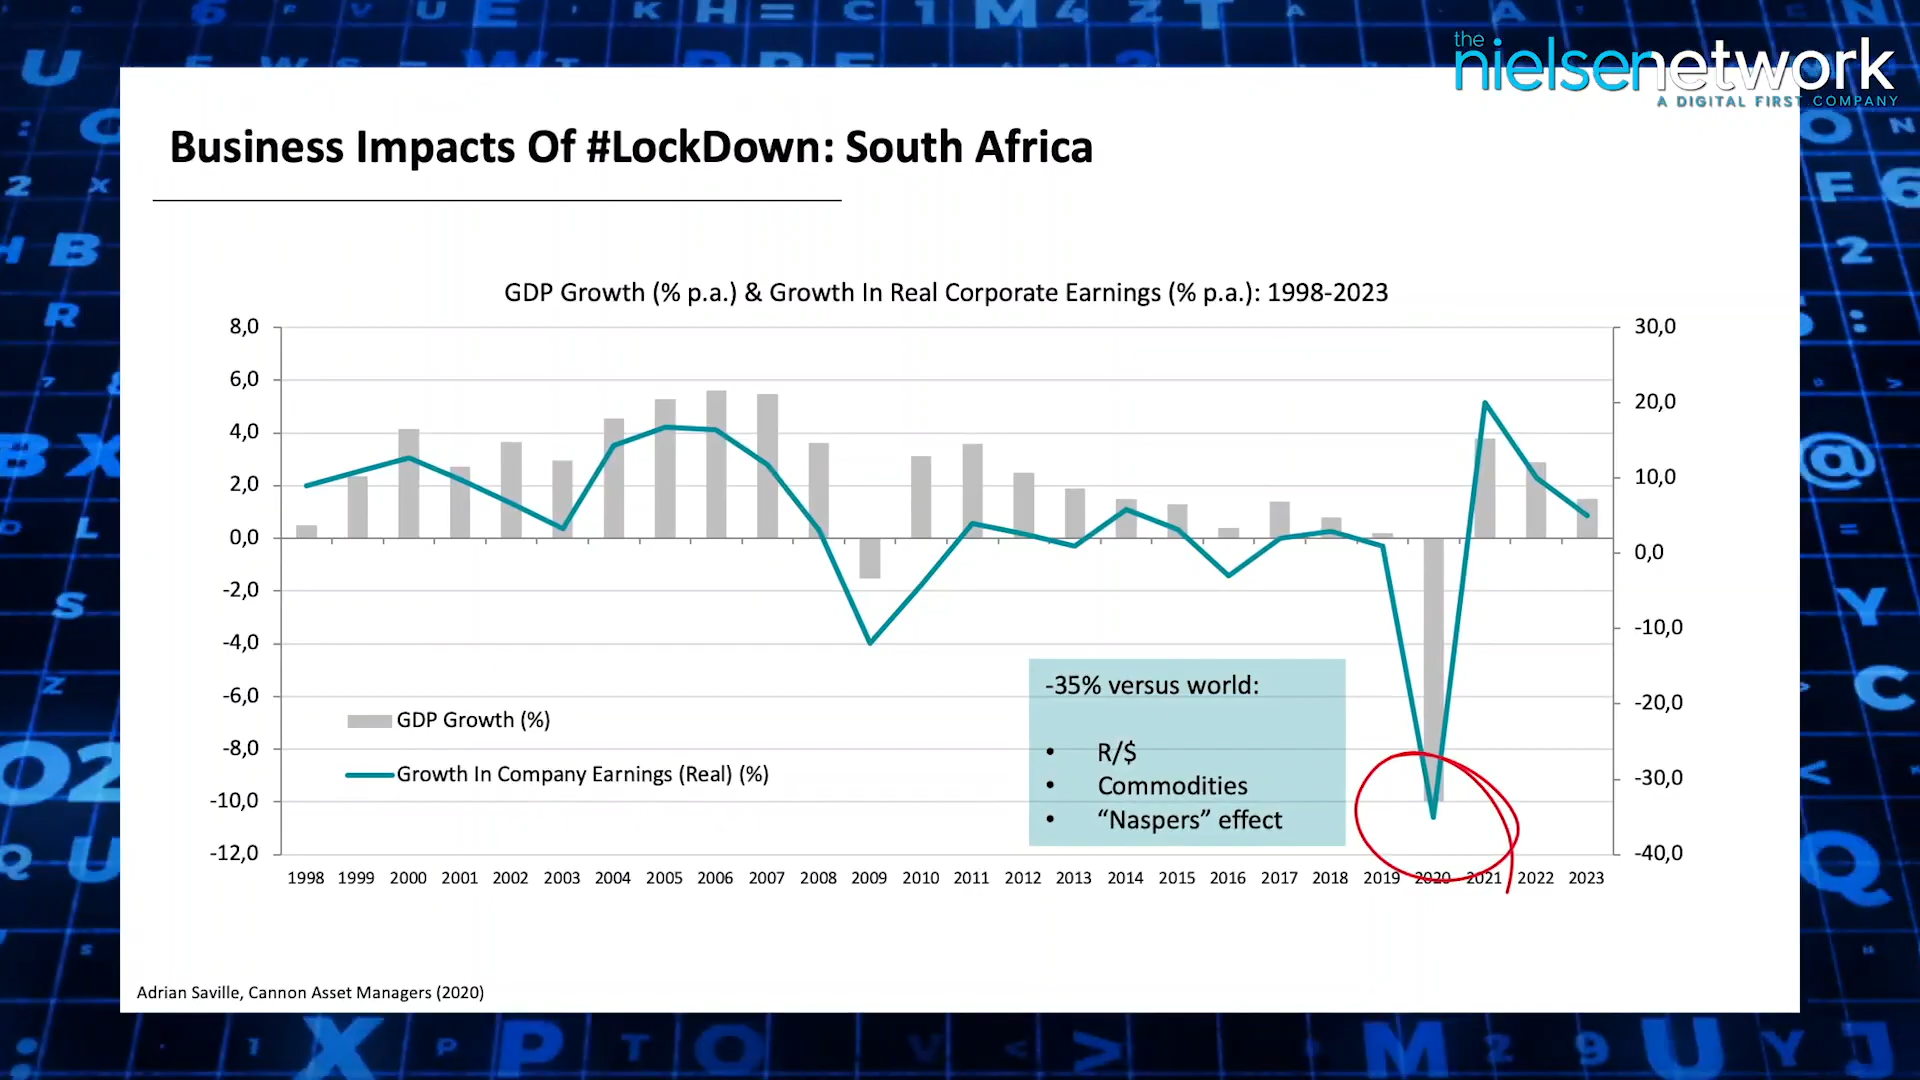 the
nielsenetwork
A DIGITAL FIRST COMPANY
Business Impacts Of #LockDown: South Africa
GDP Growth (% p.a.) & Growth In Real Corporate Earnings (% p.a.): 1998-2023
8,0
6,0
4,0
2,0
0,0
-2,0
-4,0
-6,0
-8,0
-10,0
-12,0
30,0
20,0
10,0
0,0
-10,0
-20,0
-30,0
-40,0
GDP Growth (%)
Growth In Company Earnings (Real) (%)
-35% versus world:
• R/$
• Commodities
• “Naspers” effect
1998 1999 2000 2001 2002 2003 2004 2005 2006 2007 2008 2009 2010 2011 2012 2013 2014 2015 2016 2017 2018 2019 2020 2021 2022 2023
Adrian Saville, Cannon Asset Managers (2020)